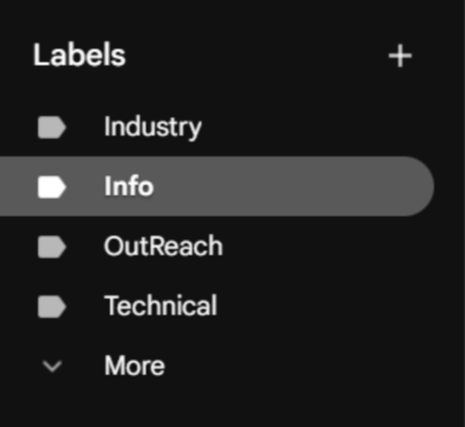 Labels +
Industry
Info
OutReach
Technical
More